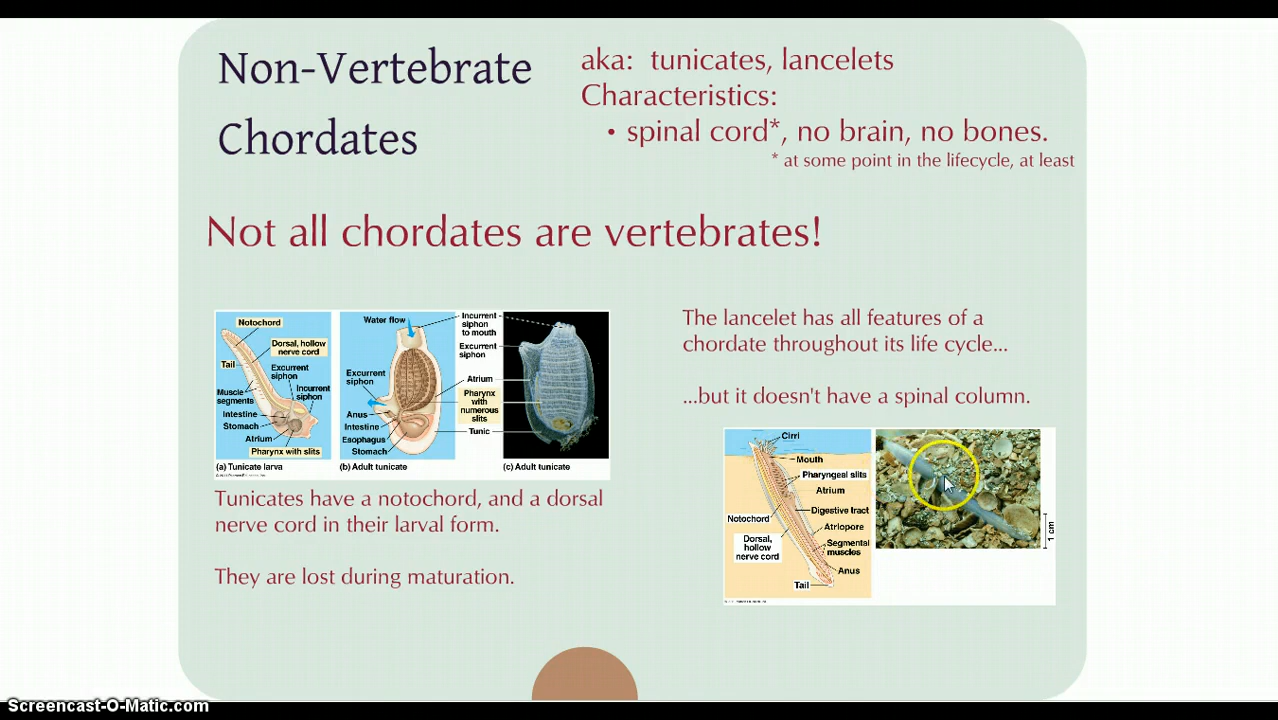 Non-Vertebrate
Chordates
aka: tunicates, lancelets
Characteristics:
• spinal cord*, no brain, no bones.
* at some point in the lifecycle, at least
Not all chordates are vertebrates!
Notochord
Dorsal, hollow
nerve cord
Tail
Excurrent
siphon
Incurrent
siphon
Muscle
segments
Intestine
Stomach
Atrium
Pharynx with slits
(a) Tunicate larva
Water flow
Incurrent
siphon
to mouth
Excurrent
siphon
Excurrent
siphon
Atrium
Pharynx
with
numerous
slits
Anus
Intestine
Tunic
Esophagus
Stomach
(b) Adult tunicate
(c) Adult tunicate
Tunicates have a notochord, and a dorsal
nerve cord in their larval form.
They are lost during maturation.
The lancelet has all features of a
chordate throughout its life cycle...
...but it doesn't have a spinal column.
Cirri
Mouth
Pharyngeal slits
Atrium
Digestive tract
Notochord
Atriopore
Dorsal,
hollow
nerve cord
Segmental
muscles
Anus
Tail
1 cm
Screencast-O-Matic.com